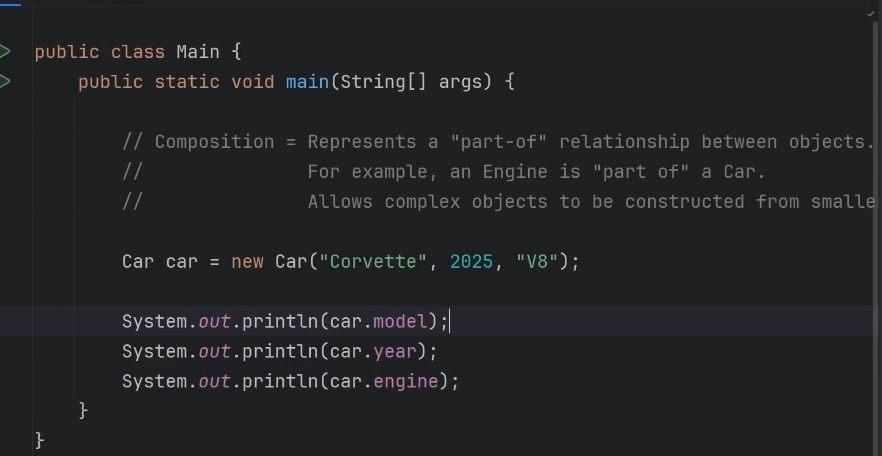 public class Main {
public static void main(String[] args) {
// Composition = Represents a "part-of" relationship between objects.
// For example, an Engine is "part of" a Car.
// Allows complex objects to be constructed from smalle
Car car = new Car("Corvette", 2025, "V8");
System.out.println(car.model);
System.out.println(car.year);
System.out.println(car.engine);
}
}